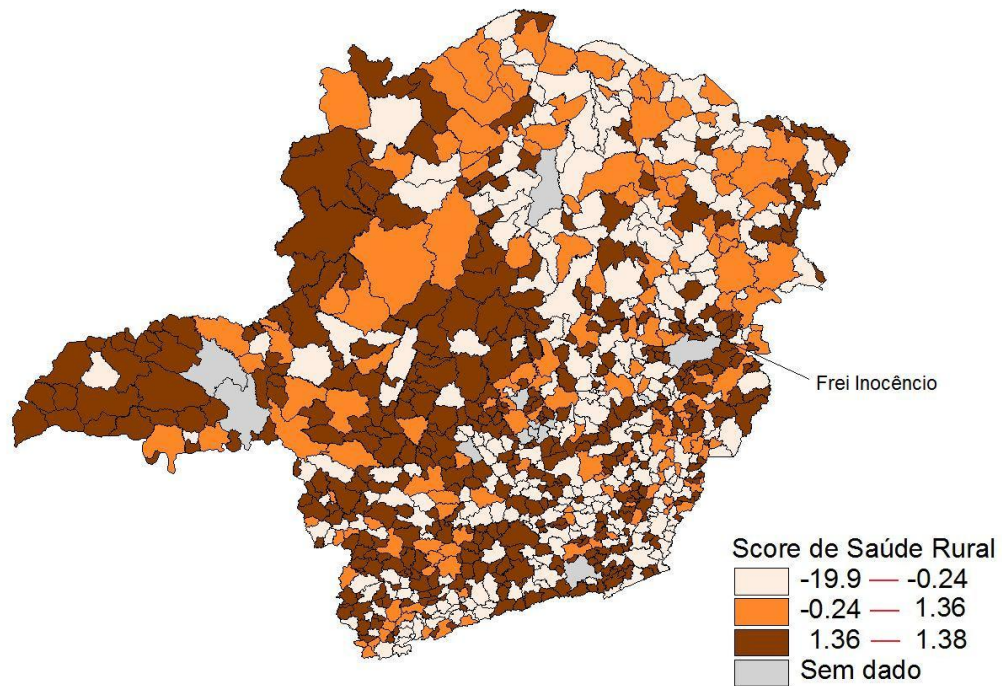 Frei Inocêncio
Score de Saúde Rural
-19.9 — -0.24
-0.24 — 1.36
1.36 — 1.38
Sem dado